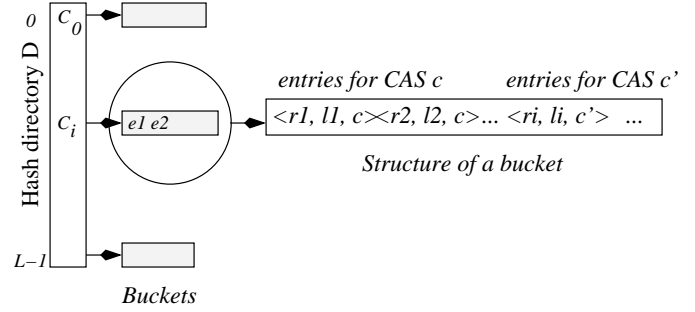 0
C0
Hash directory D
entries for CAS c
entries for CAS c’
Ci
e1 e2
<r1, l1, c><r2, l2, c>... <ri, li, c’> ...
Structure of a bucket
L−1
Buckets